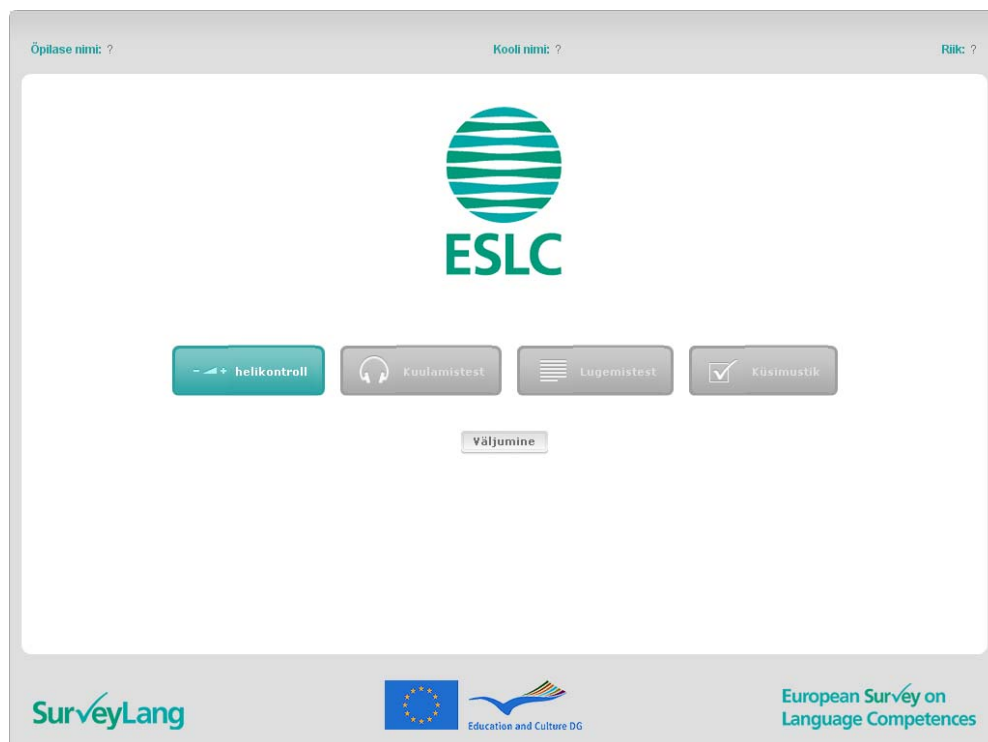 Õpilase nimi: ? Kooli nimi: ? Riik: ?
ESLC
- + helikontroll Kuulamistest Lugemistest Küsimustik
Väljumine
SurveyLang Education and Culture DG European Survey on
Language Competences